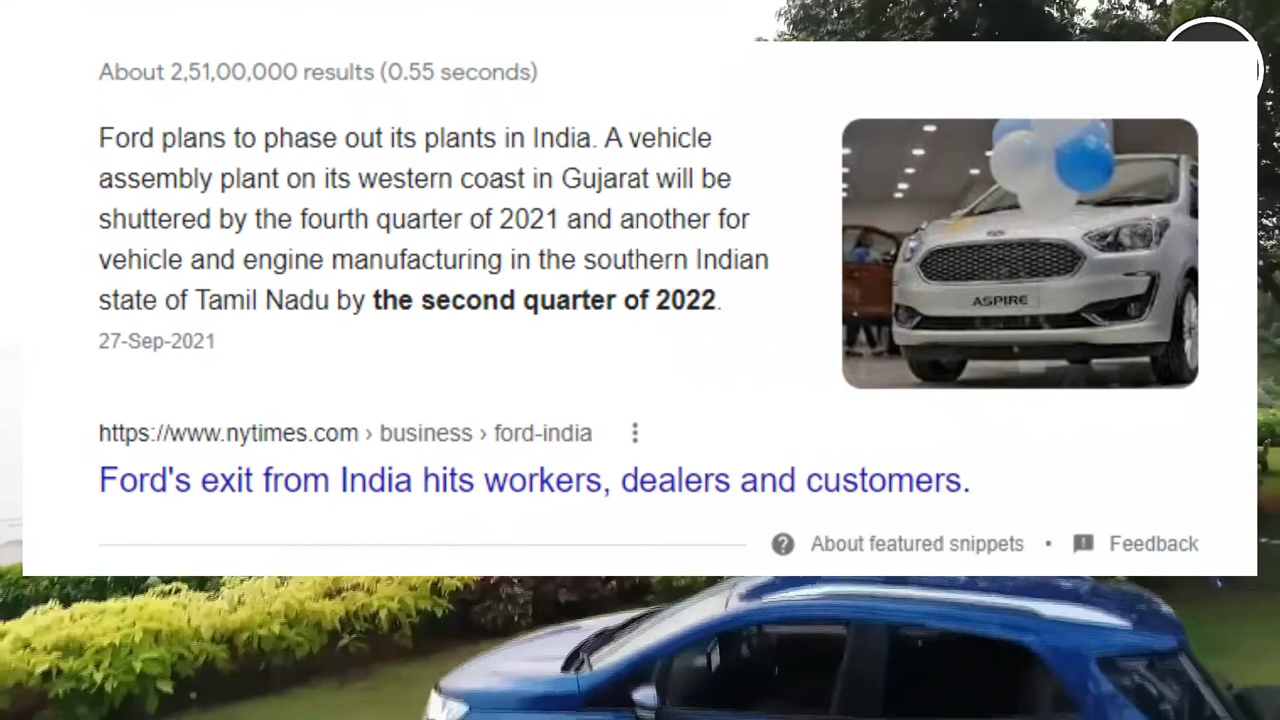 About 2,51,00,000 results (0.55 seconds)
Ford plans to phase out its plants in India. A vehicle
assembly plant on its western coast in Gujarat will be
shuttered by the fourth quarter of 2021 and another for
vehicle and engine manufacturing in the southern Indian
state of Tamil Nadu by the second quarter of 2022.
27-Sep-2021
ASPIRE
https://www.nytimes.com › business › ford-india
Ford's exit from India hits workers, dealers and customers.
About featured snippets • Feedback